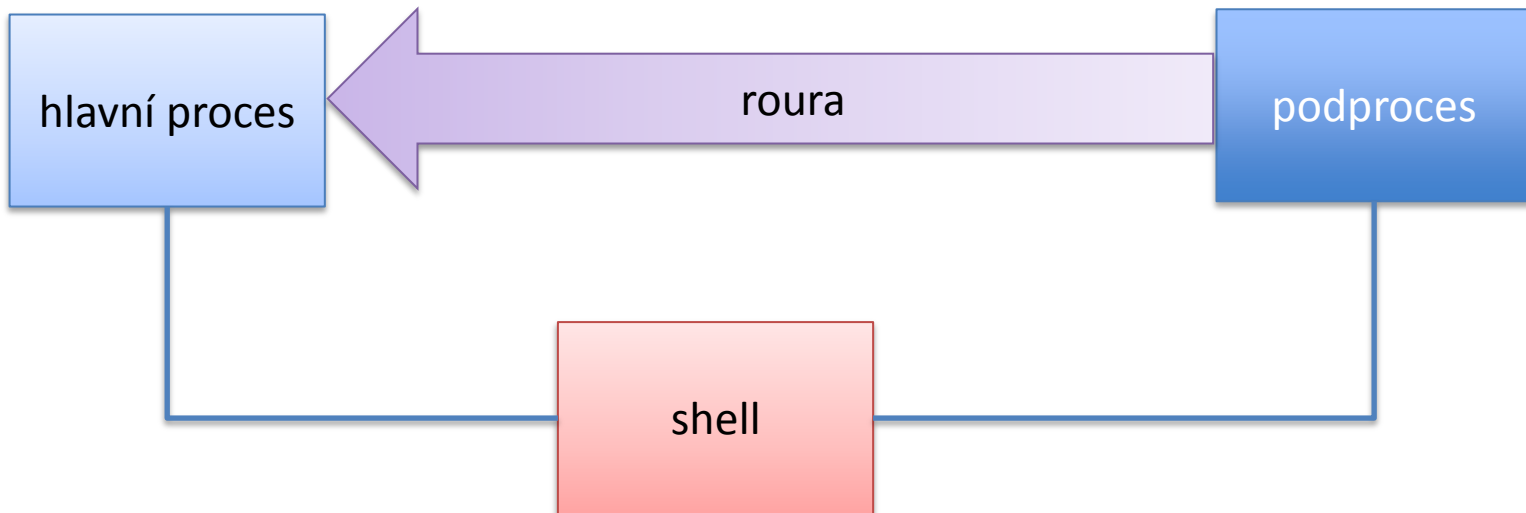 hlavní proces
roura
podproces
shell